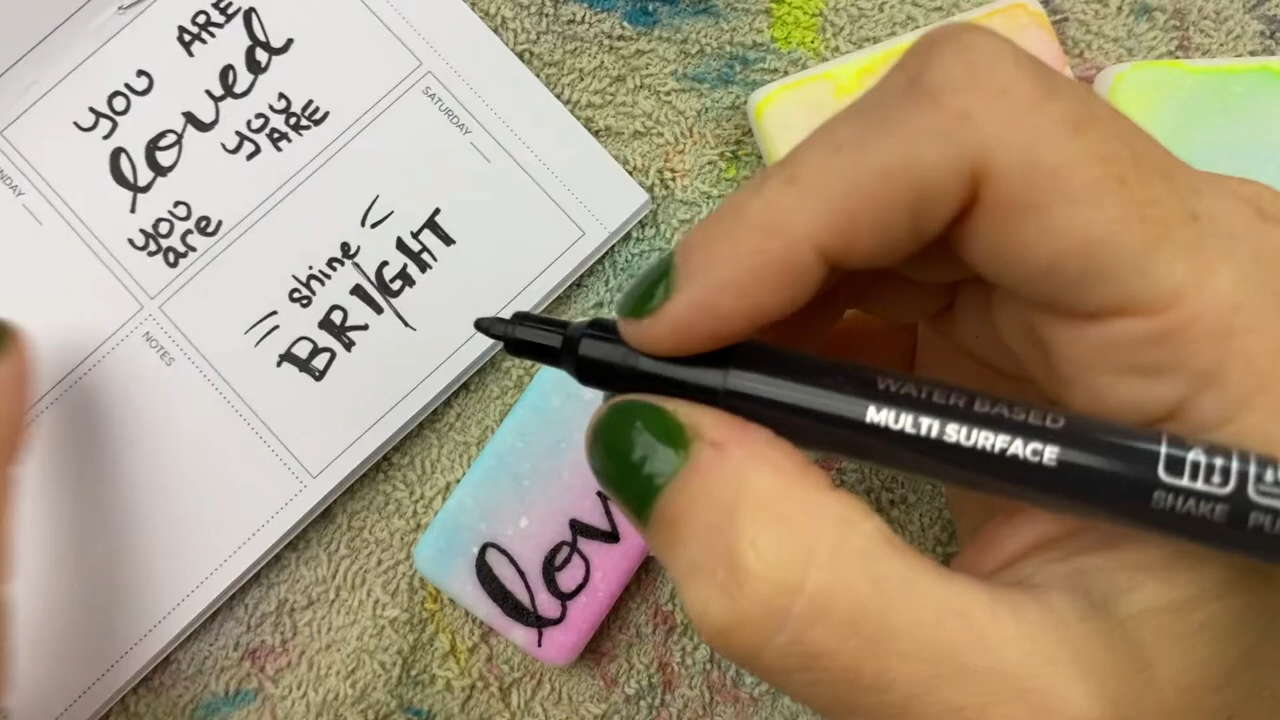 YOU ARE
loved
YOU
ARE
you
are
SATURDAY
shine
BRIGHT
NOTES
lov
WATER BASED
MULTI SURFACE
SHAKE